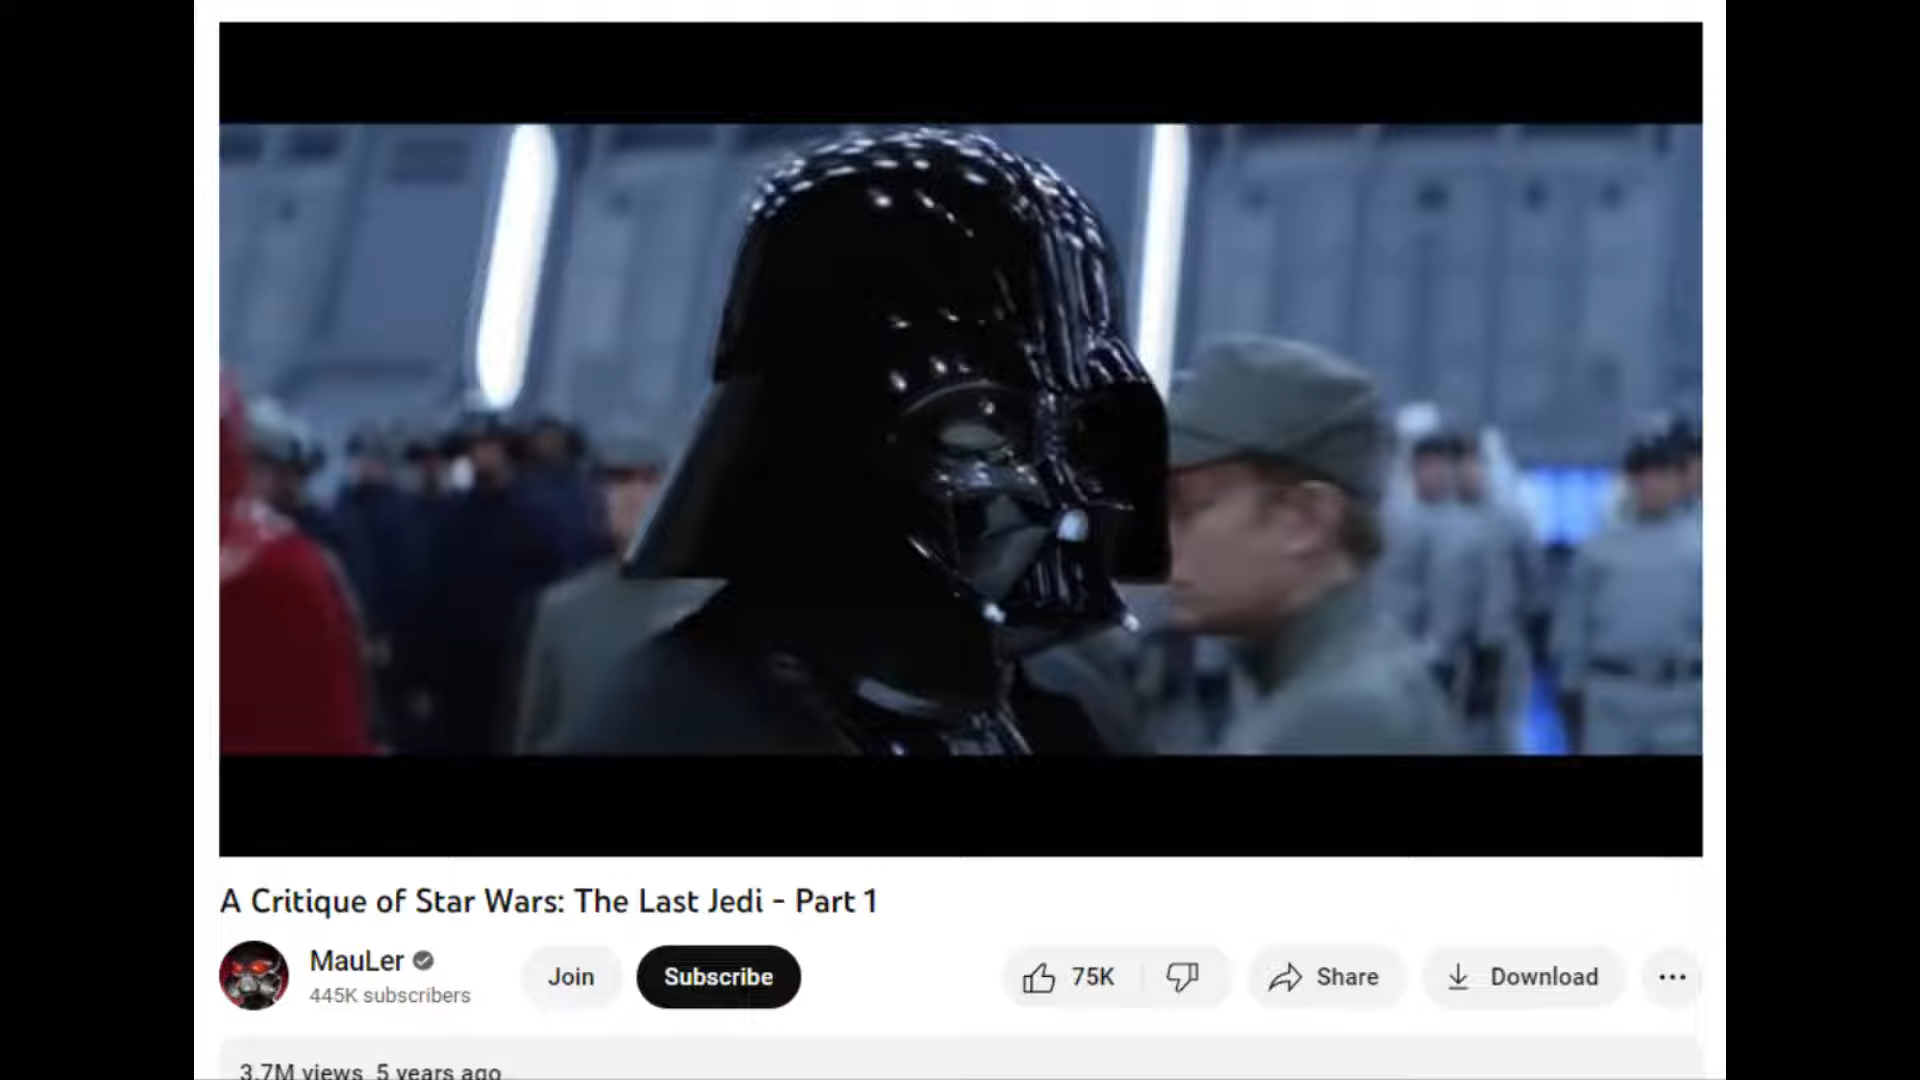 A Critique of Star Wars: The Last Jedi - Part 1
MauLer
445K subscribers
Join
Subscribe
75K
Share
Download
3.7M views 5 years ago